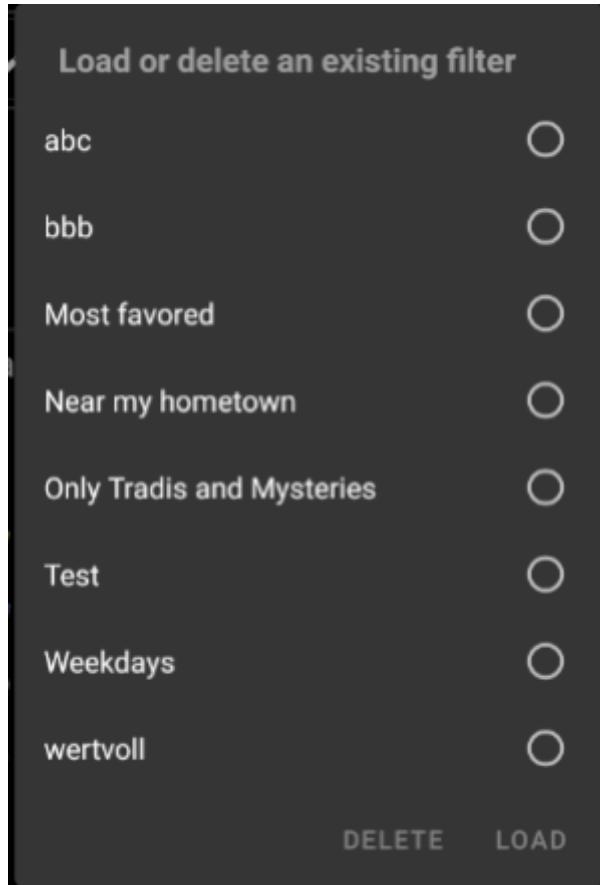 Load or delete an existing filter
abc
bbb
Most favored
Near my hometown
Only Tradis and Mysteries
Test
Weekdays
wertvoll
DELETE LOAD